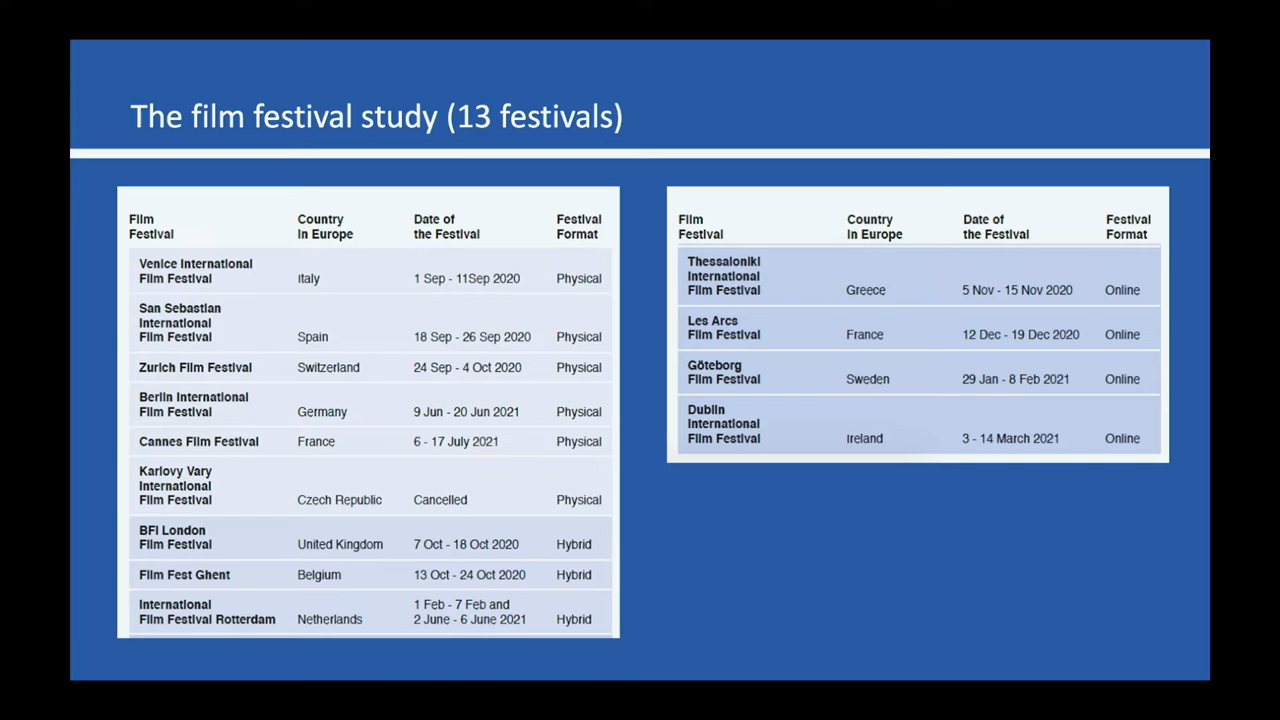 The film festival study (13 festivals)
Film Festival Country In Europe Date of the Festival Festival Format
Venice International Film Festival Italy 1 Sep - 11Sep 2020 Physical
San Sebastian International Film Festival Spain 18 Sep - 26 Sep 2020 Physical
Zurich Film Festival Switzerland 24 Sep - 4 Oct 2020 Physical
Berlin International Film Festival Germany 9 Jun - 20 Jun 2021 Physical
Cannes Film Festival France 6 - 17 July 2021 Physical
Karlovy Vary International Film Festival Czech Republic Cancelled Physical
BFI London Film Festival United Kingdom 7 Oct - 18 Oct 2020 Hybrid
Film Fest Ghent Belgium 13 Oct - 24 Oct 2020 Hybrid
International Film Festival Rotterdam Netherlands 1 Feb - 7 Feb and 2 June - 6 June 2021 Hybrid
Film Festival Country In Europe Date of the Festival Festival Format
Thessaloniki International Film Festival Greece 5 Nov - 15 Nov 2020 Online
Les Arcs Film Festival France 12 Dec - 19 Dec 2020 Online
Göteborg Film Festival Sweden 29 Jan - 8 Feb 2021 Online
Dublin International Film Festival Ireland 3 - 14 March 2021 Online